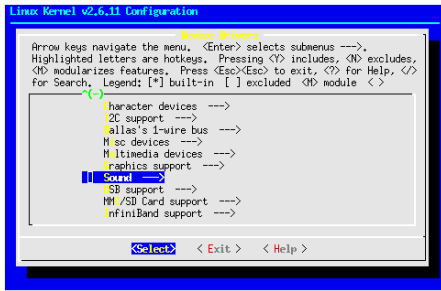 Linux Kernel v2.6.11 Configuration
Device Drivers
Arrow keys navigate the menu. <Enter> selects submenus --->.
Highlighted letters are hotkeys. Pressing <Y> includes, <N> excludes,
<M> modularizes features. Press <Esc><Esc> to exit, <?> for Help, </>
for Search. Legend: [*] built-in [ ] excluded <M> module < >
^(-)
Character devices --->
I2C support --->
Dallas's 1-wire bus --->
Misc devices --->
Multimedia devices --->
Graphics support --->
Sound --->
USB support --->
MMC/SD Card support --->
InfiniBand support --->
<Select> < Exit > < Help >